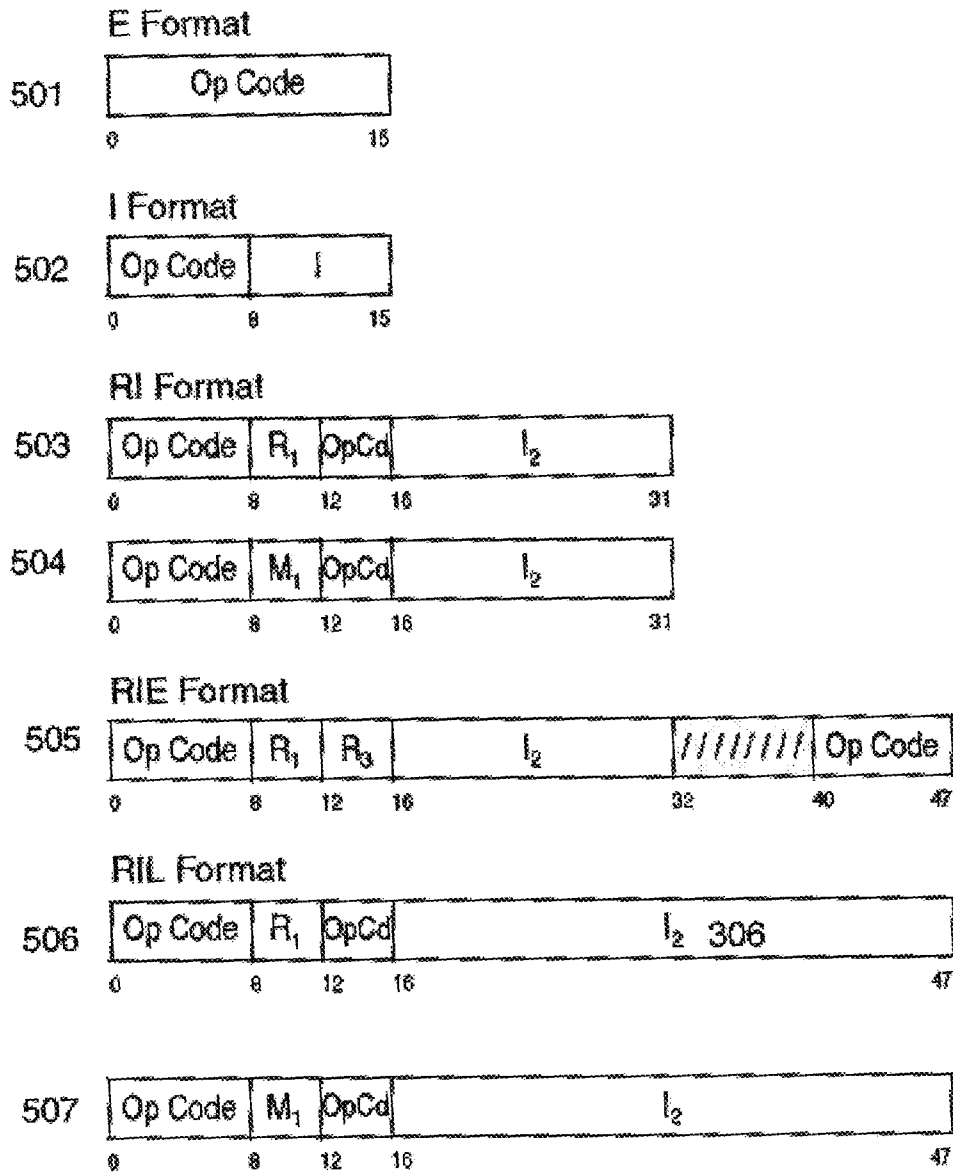 E Format
501 Op Code
0 15
I Format
502 Op Code I
0 8 15
RI Format
503 Op Code R₁ OpCd I₂
0 8 12 16 31
504 Op Code M₁ OpCd I₂
0 8 12 16 31
RIE Format
505 Op Code R₁ R₃ I₂ //////// Op Code
0 8 12 16 32 40 47
RIL Format
506 Op Code R₁ OpCd I₂ 306
0 8 12 16 47
507 Op Code M₁ OpCd I₂
0 8 12 16 47